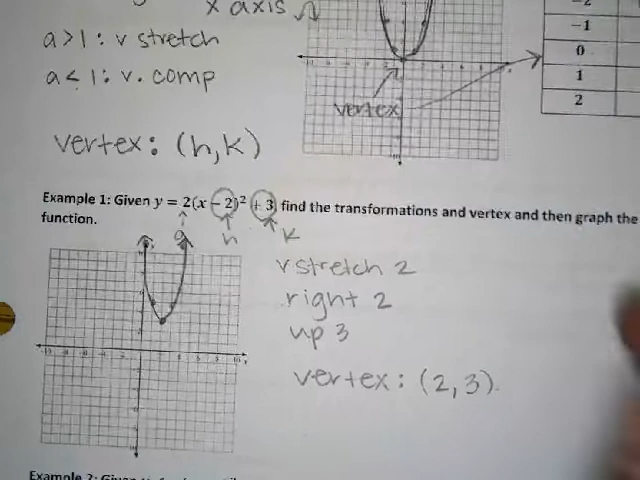 x axis
-2
a > 1 : v stretch
-1
0
a < 1 : v. comp
1
2
vertex
vertex: (h, k)
Example 1: Given y = 2(x − 2)² + 3, find the transformations and vertex and then graph the
function.
a h k
v stretch 2
right 2
up 3
vertex: (2, 3)